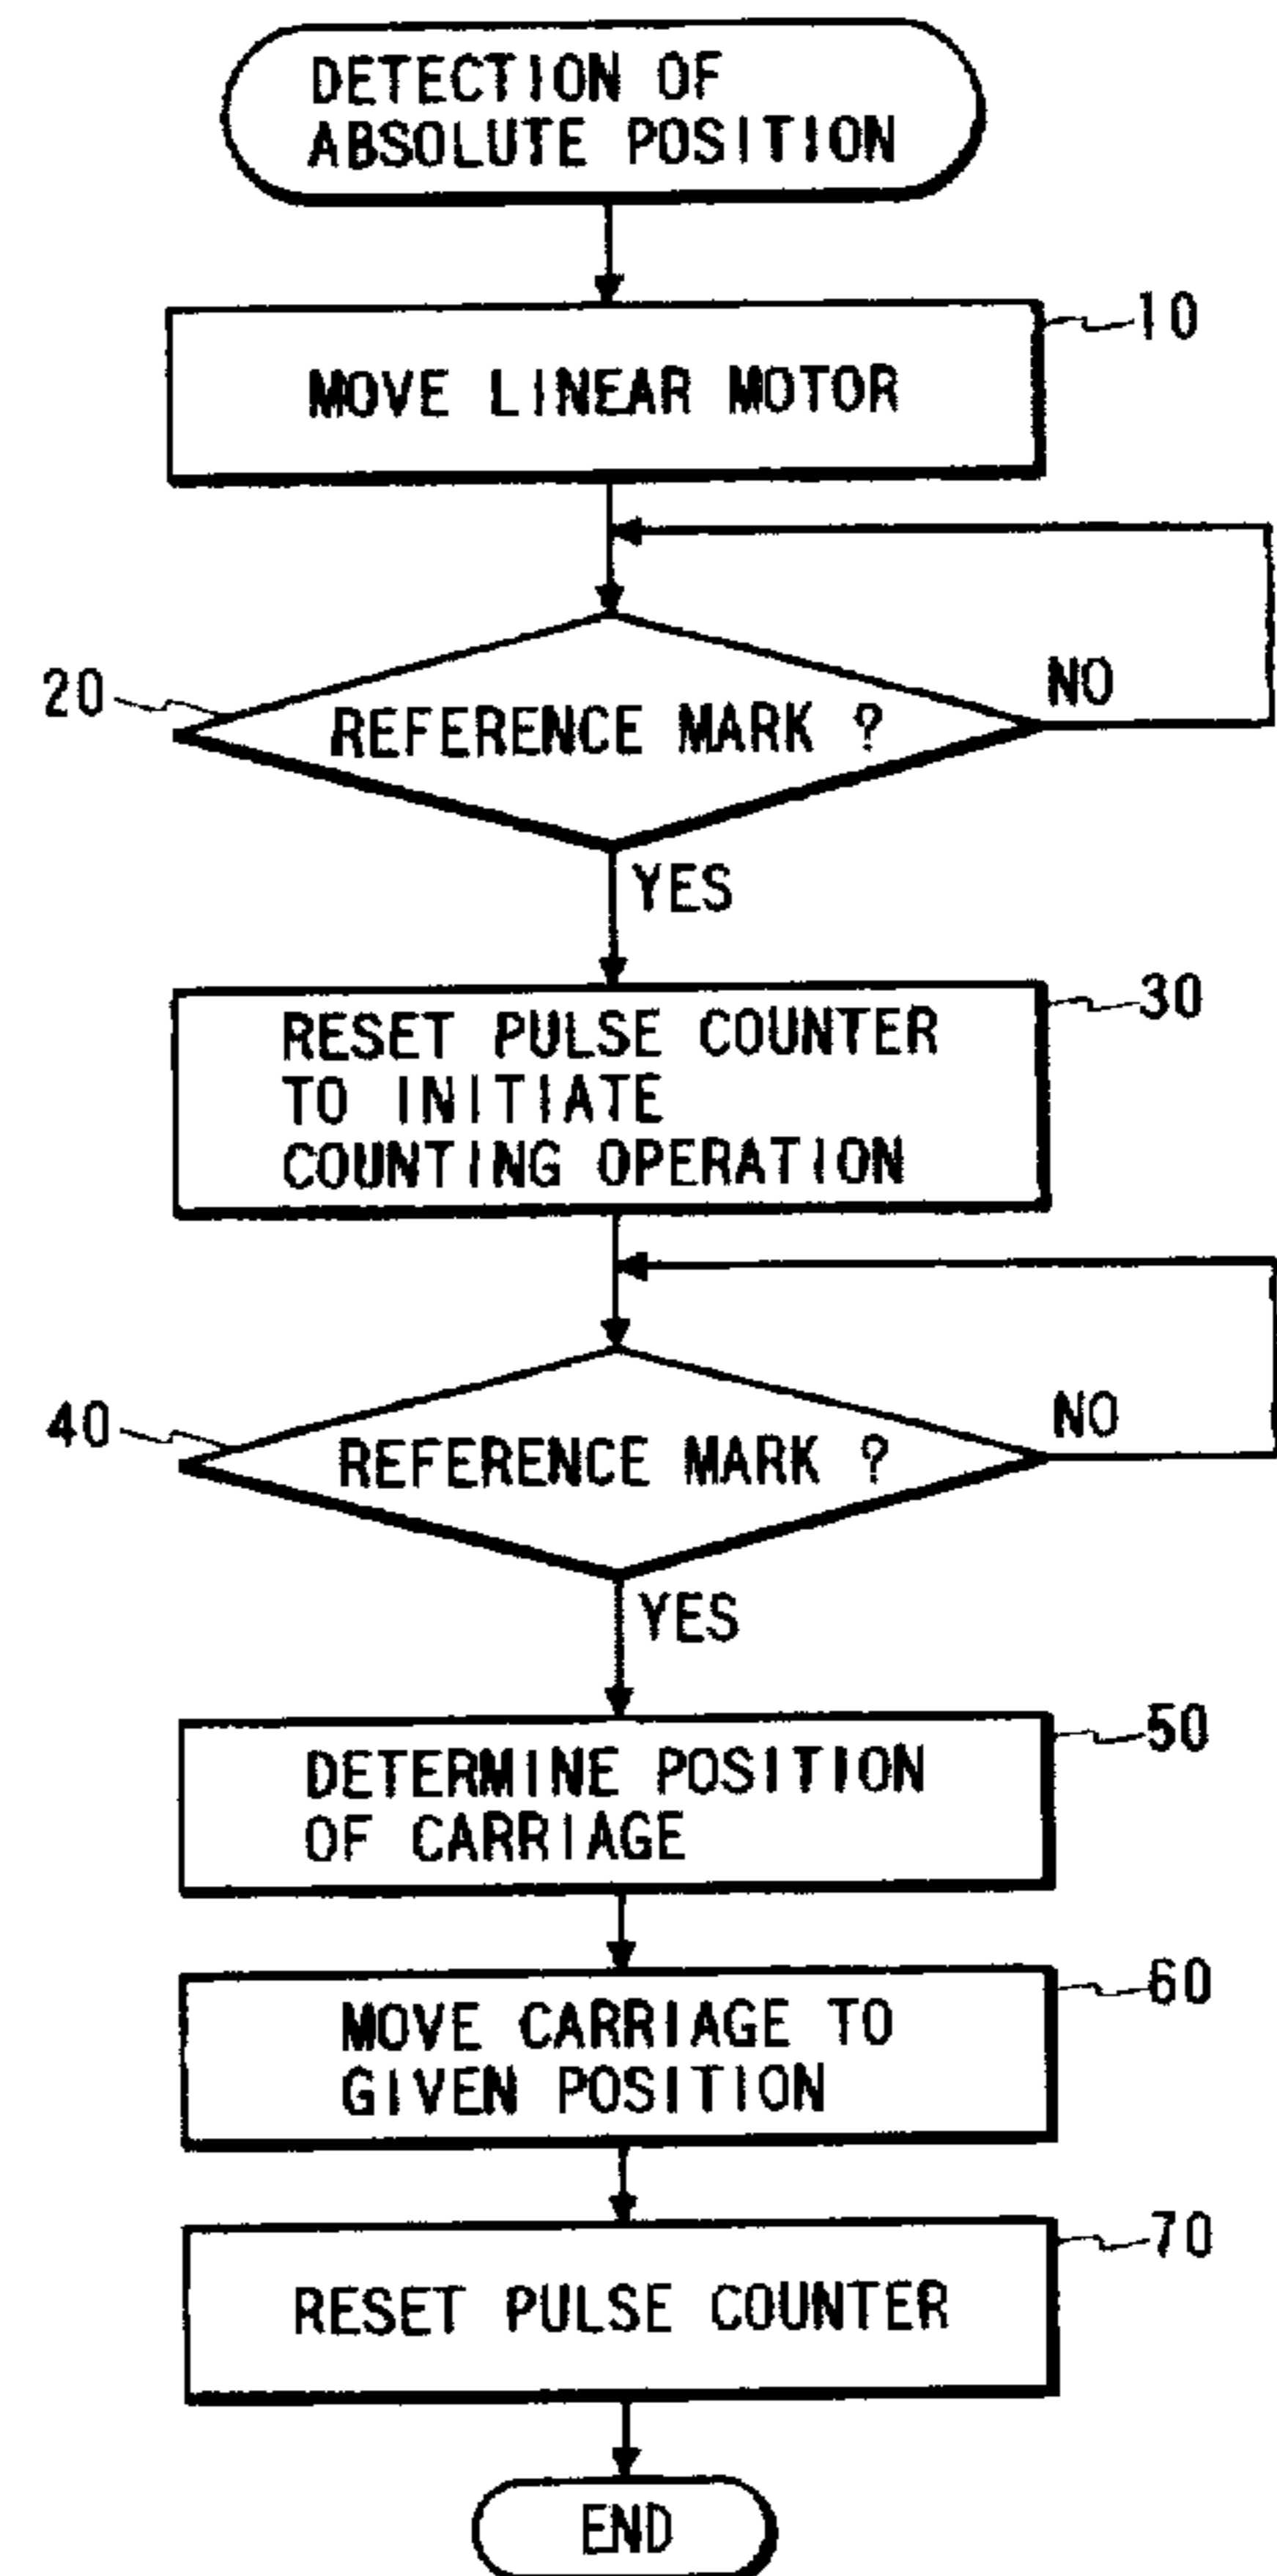 DETECTION OF
ABSOLUTE POSITION
10
MOVE LINEAR MOTOR
NO
20
REFERENCE MARK ?
YES
30
RESET PULSE COUNTER
TO INITIATE
COUNTING OPERATION
NO
40
REFERENCE MARK ?
YES
50
DETERMINE POSITION
OF CARRIAGE
60
MOVE CARRIAGE TO
GIVEN POSITION
70
RESET PULSE COUNTER
END